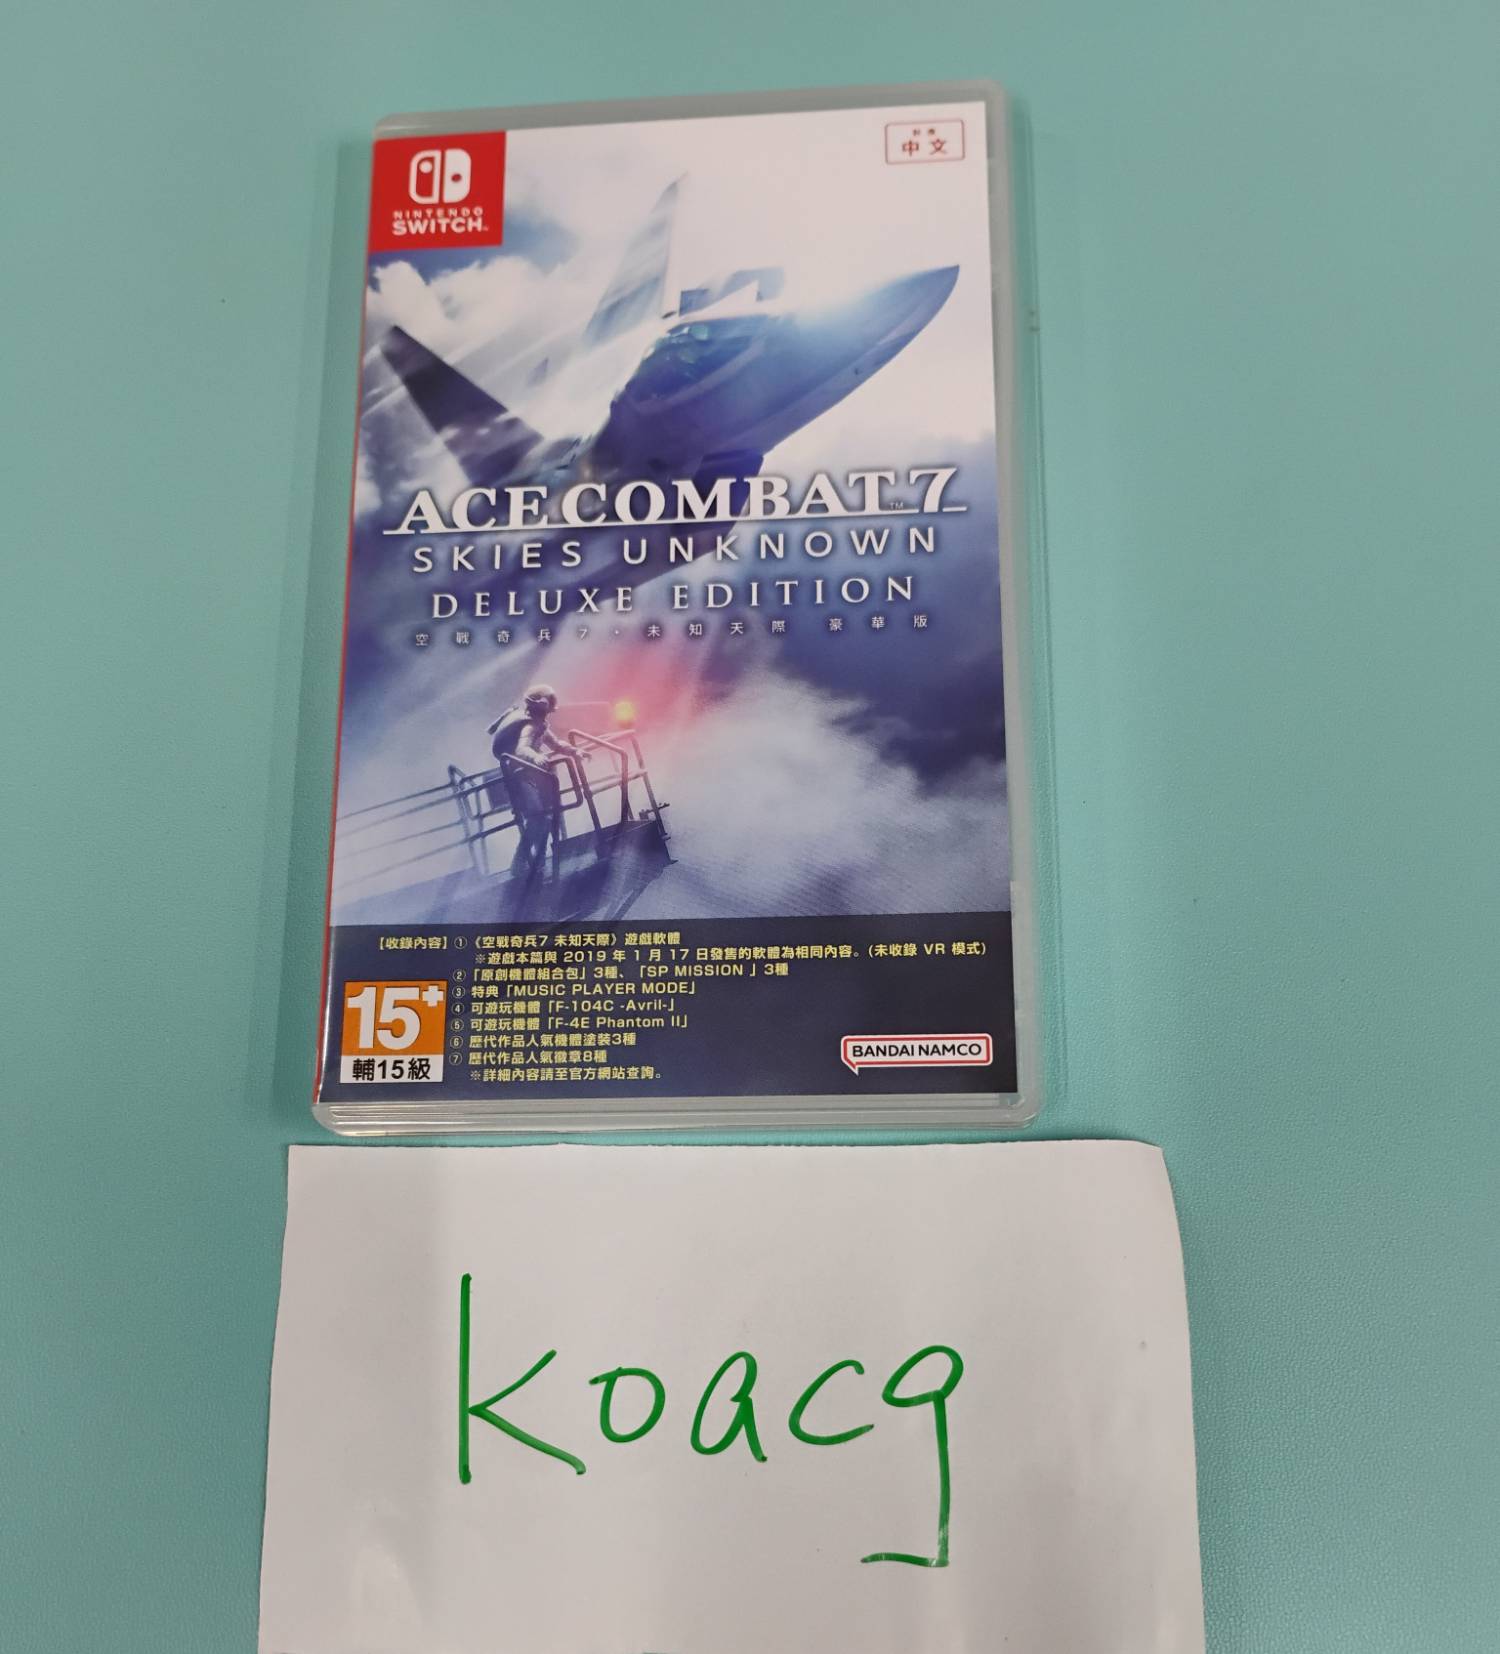 NINTENDO
SWITCH
對應
中文
ACE COMBAT™ 7
SKIES UNKNOWN
DELUXE EDITION
空戰奇兵7・未知天際 豪華版
【收錄內容】①《空戰奇兵7 未知天際》遊戲軟體
※遊戲本篇與 2019 年 1 月 17 日發售的軟體為相同內容。(未收錄 VR 模式)
②「原創機體組合包」3種、「SP MISSION 」3種
③ 特典「MUSIC PLAYER MODE」
④ 可遊玩機體「F-104C -Avril-」
⑤ 可遊玩機體「F-4E Phantom II」
⑥ 歷代作品人氣機體塗裝3種
⑦ 歷代作品人氣徽章8種
※詳細內容請至官方網站查詢。
15+
輔15級
BANDAI NAMCO
koacg